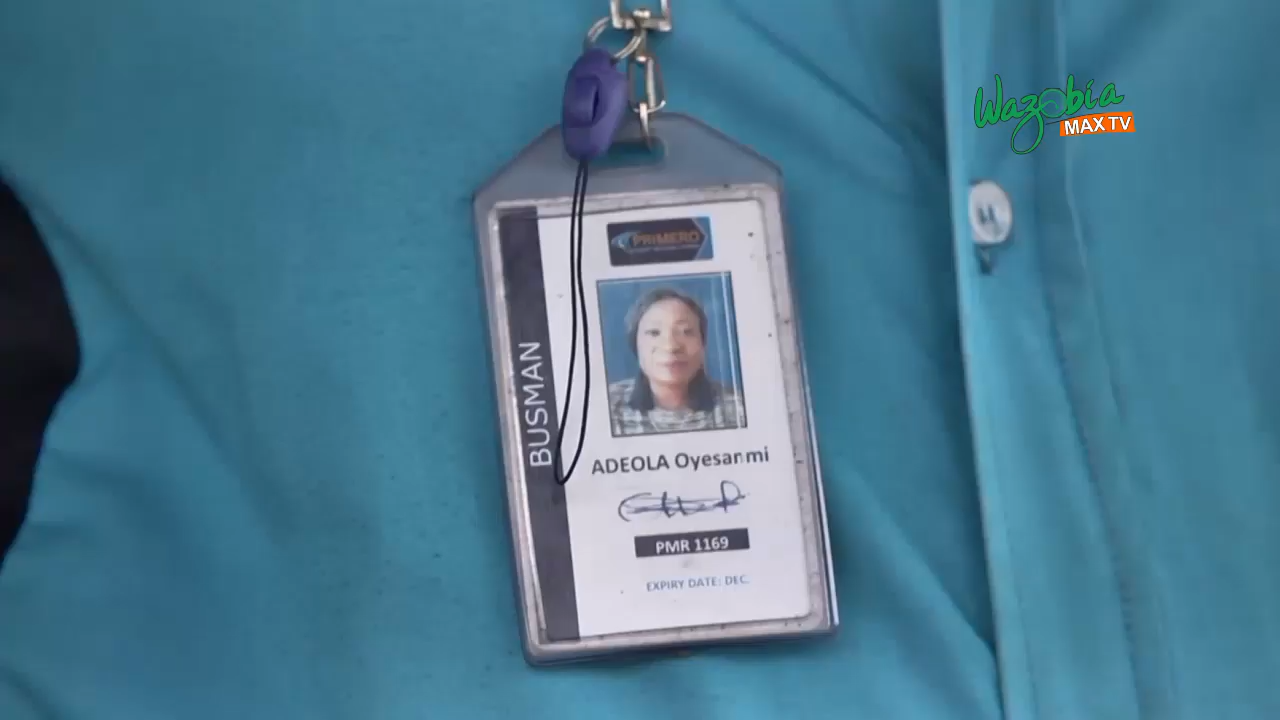 Wazobia
MAX TV
PRIMERO
BUSMAN
ADEOLA Oyesanmi
PMR 1169
EXPIRY DATE: DEC.